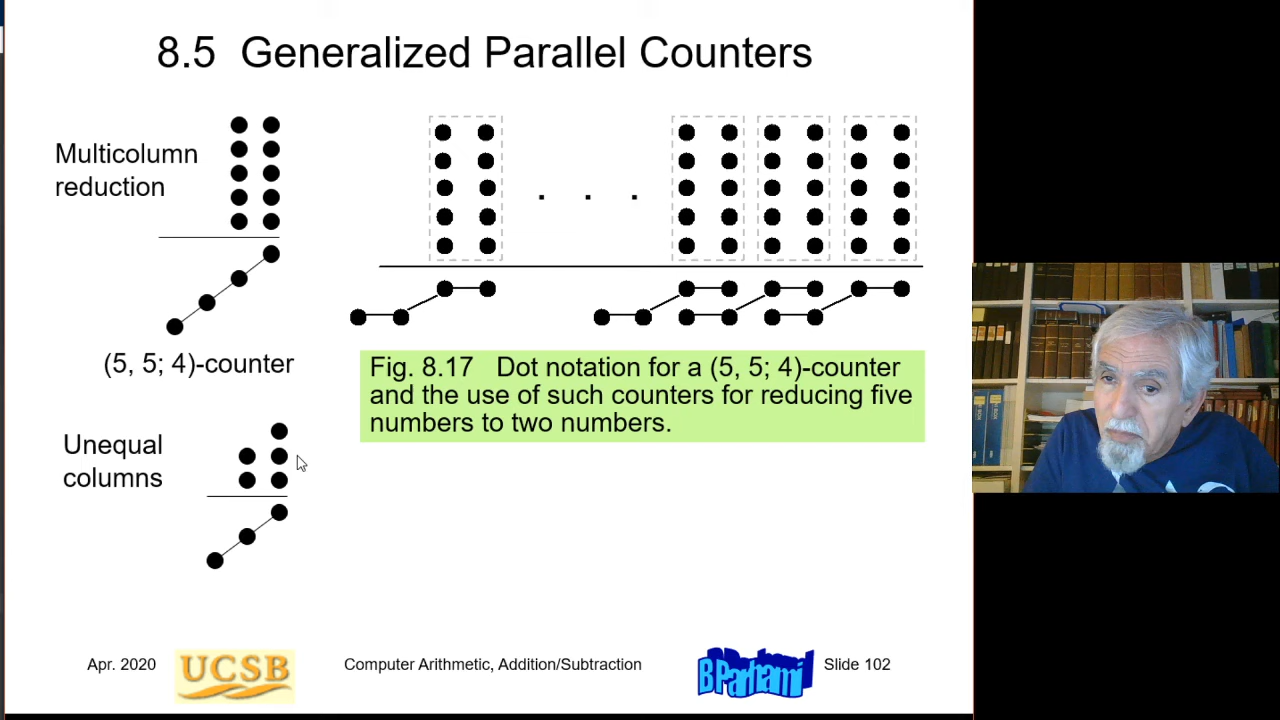 8.5 Generalized Parallel Counters
Multicolumn
reduction
. . .
(5, 5; 4)-counter
Fig. 8.17 Dot notation for a (5, 5; 4)-counter
and the use of such counters for reducing five
numbers to two numbers.
Unequal
columns
Apr. 2020
UCSB
Computer Arithmetic, Addition/Subtraction
B Parhami
Slide 102